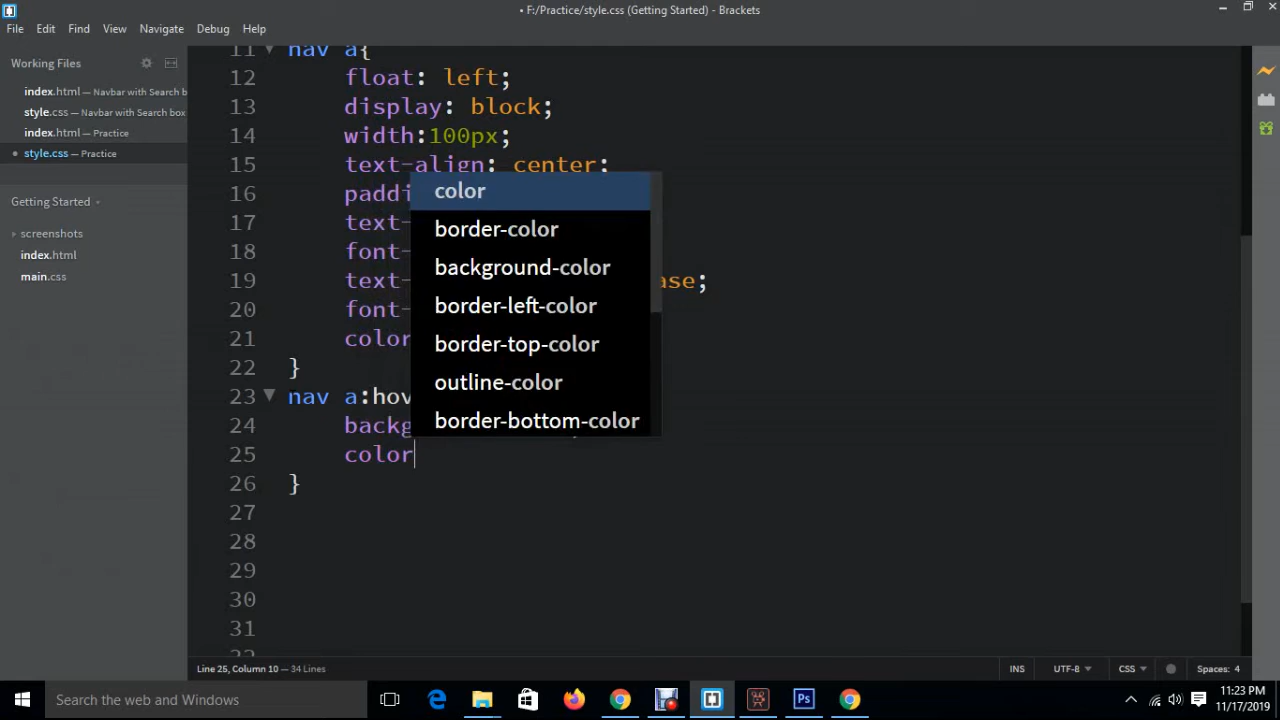 • F:/Practice/style.css (Getting Started) - Brackets
File Edit Find View Navigate Debug Help
Working Files
index.html — Navbar with Search b
style.css — Navbar with Search box
index.html — Practice
• style.css — Practice
Getting Started
screenshots
index.html
main.css
11 nav a{
12 float: left;
13 display: block;
14 width:100px;
15 text-align: center;
16 paddi
17 text-
18 font-
19 text- ase;
20 font-
21 color
22 }
23 nav a:hov
24 backg
25 color
26 }
27
28
29
30
31
color
border-color
background-color
border-left-color
border-top-color
outline-color
border-bottom-color
Line 25, Column 10 — 34 Lines
INS UTF-8 CSS Spaces: 4
Search the web and Windows
Ps
11:23 PM
11/17/2019